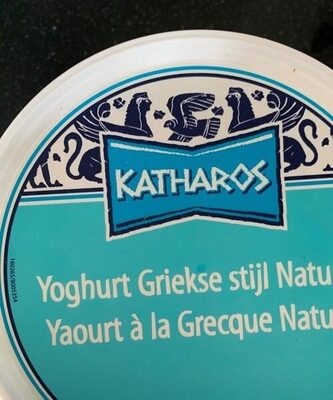 KATHAROS
Yoghurt Griekse stijl Natu
Yaourt à la Grecque Natu